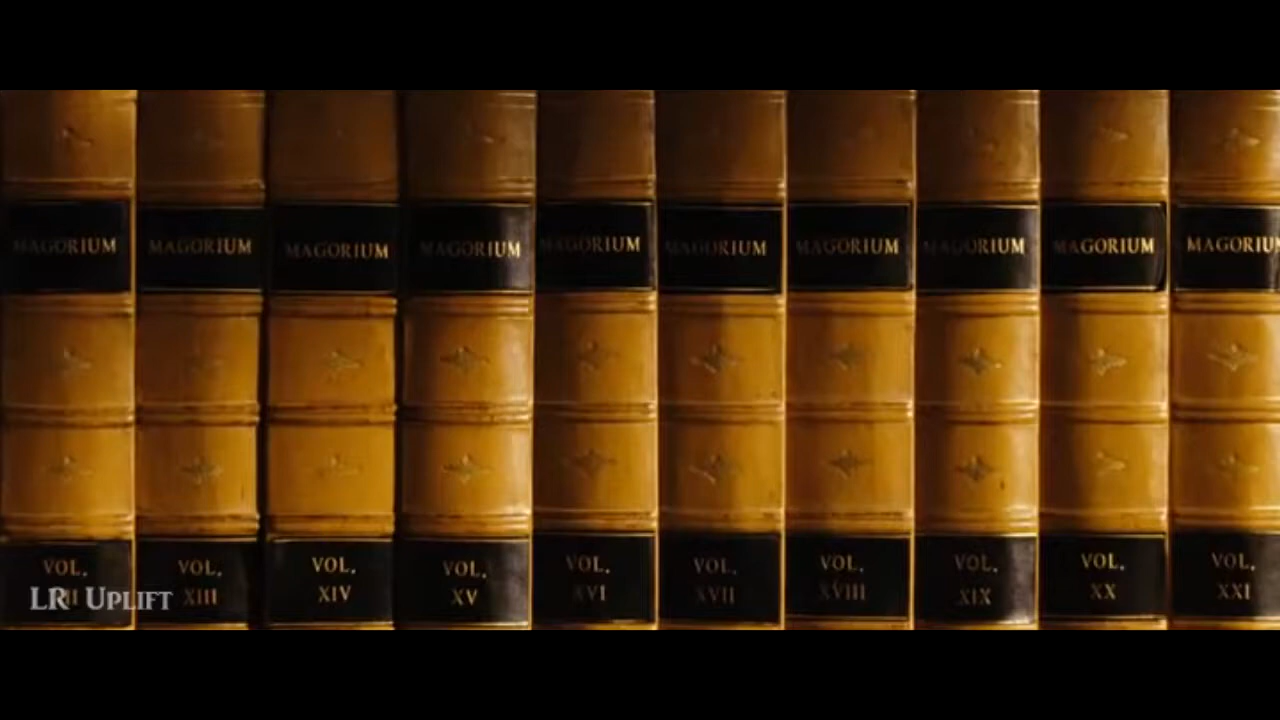 MAGORIUM MAGORIUM MAGORIUM MAGORIUM MAGORIUM MAGORIUM MAGORIUM MAGORIUM MAGORIUM MAGORIUM
VOL. VOL. VOL. VOL. VOL. VOL. VOL. VOL. VOL. VOL.
XIII XIV XV XVI XVII XVIII XIX XX XXI
LR UPLIFT